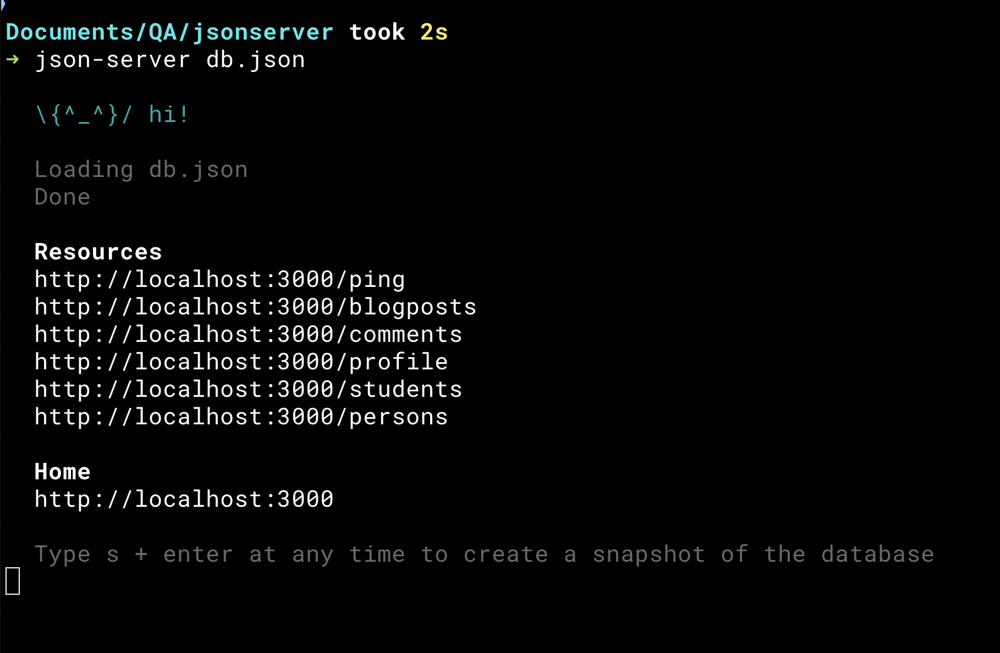 Documents/QA/jsonserver took 2s
➜ json-server db.json
\{^_^}/ hi!
Loading db.json
Done
Resources
http://localhost:3000/ping
http://localhost:3000/blogposts
http://localhost:3000/comments
http://localhost:3000/profile
http://localhost:3000/students
http://localhost:3000/persons
Home
http://localhost:3000
Type s + enter at any time to create a snapshot of the database